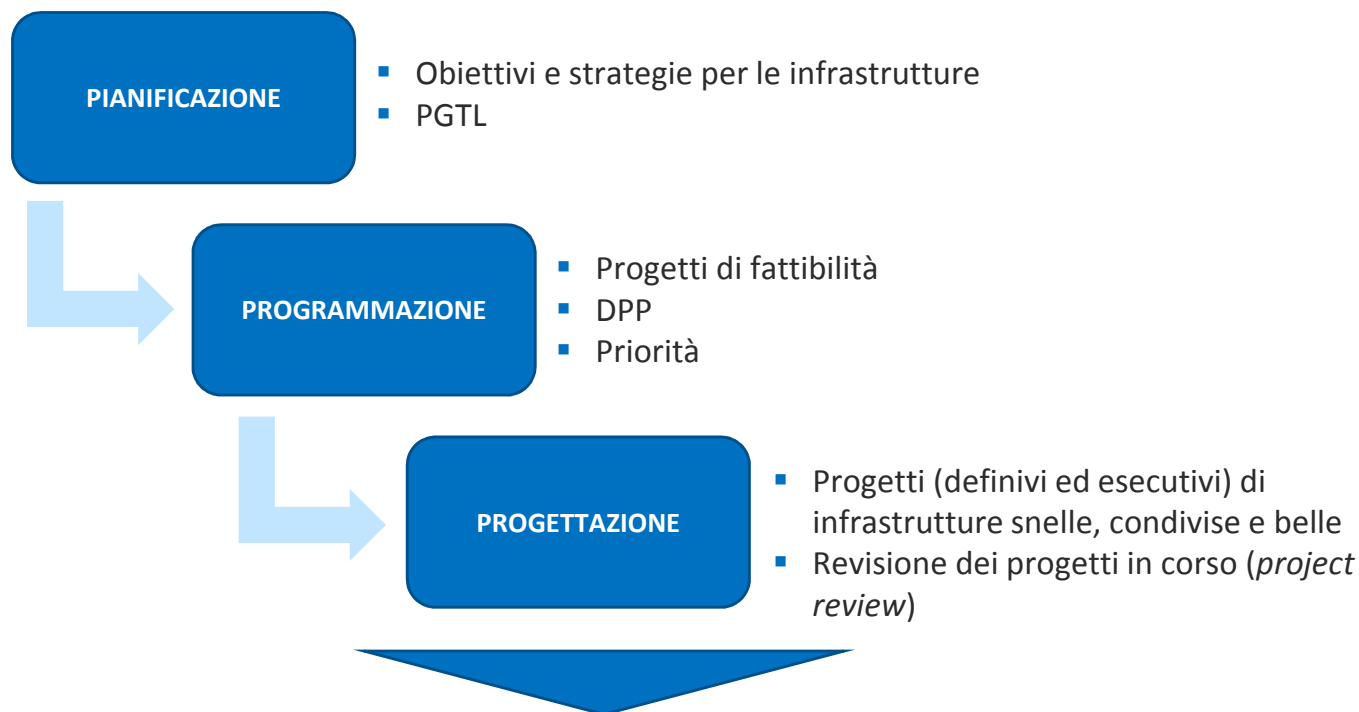 PIANIFICAZIONE
▪ Obiettivi e strategie per le infrastrutture
▪ PGTL
PROGRAMMAZIONE
▪ Progetti di fattibilità
▪ DPP
▪ Priorità
PROGETTAZIONE
▪ Progetti (definivi ed esecutivi) di
infrastrutture snelle, condivise e belle
▪ Revisione dei progetti in corso (project
review)